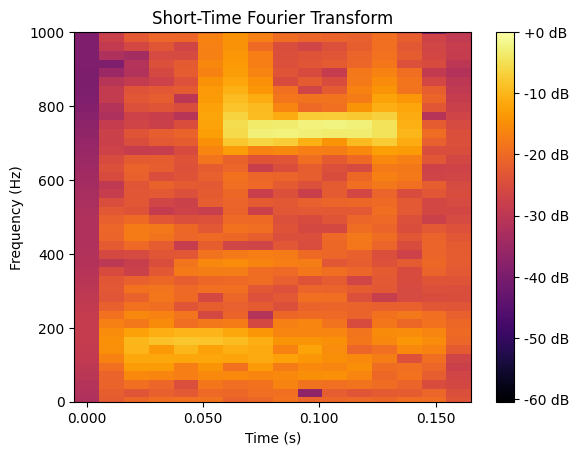 Short-Time Fourier Transform
1000
800
600
400
200
0
Frequency (Hz)
0.000
0.050
0.100
0.150
Time (s)
+0 dB
-10 dB
-20 dB
-30 dB
-40 dB
-50 dB
-60 dB